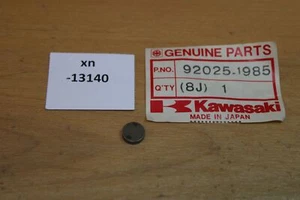 xn
-13140
GENUINE PARTS
P.NO. 92025-1985
Q'TY (8J) 1
Kawasaki
MADE IN JAPAN